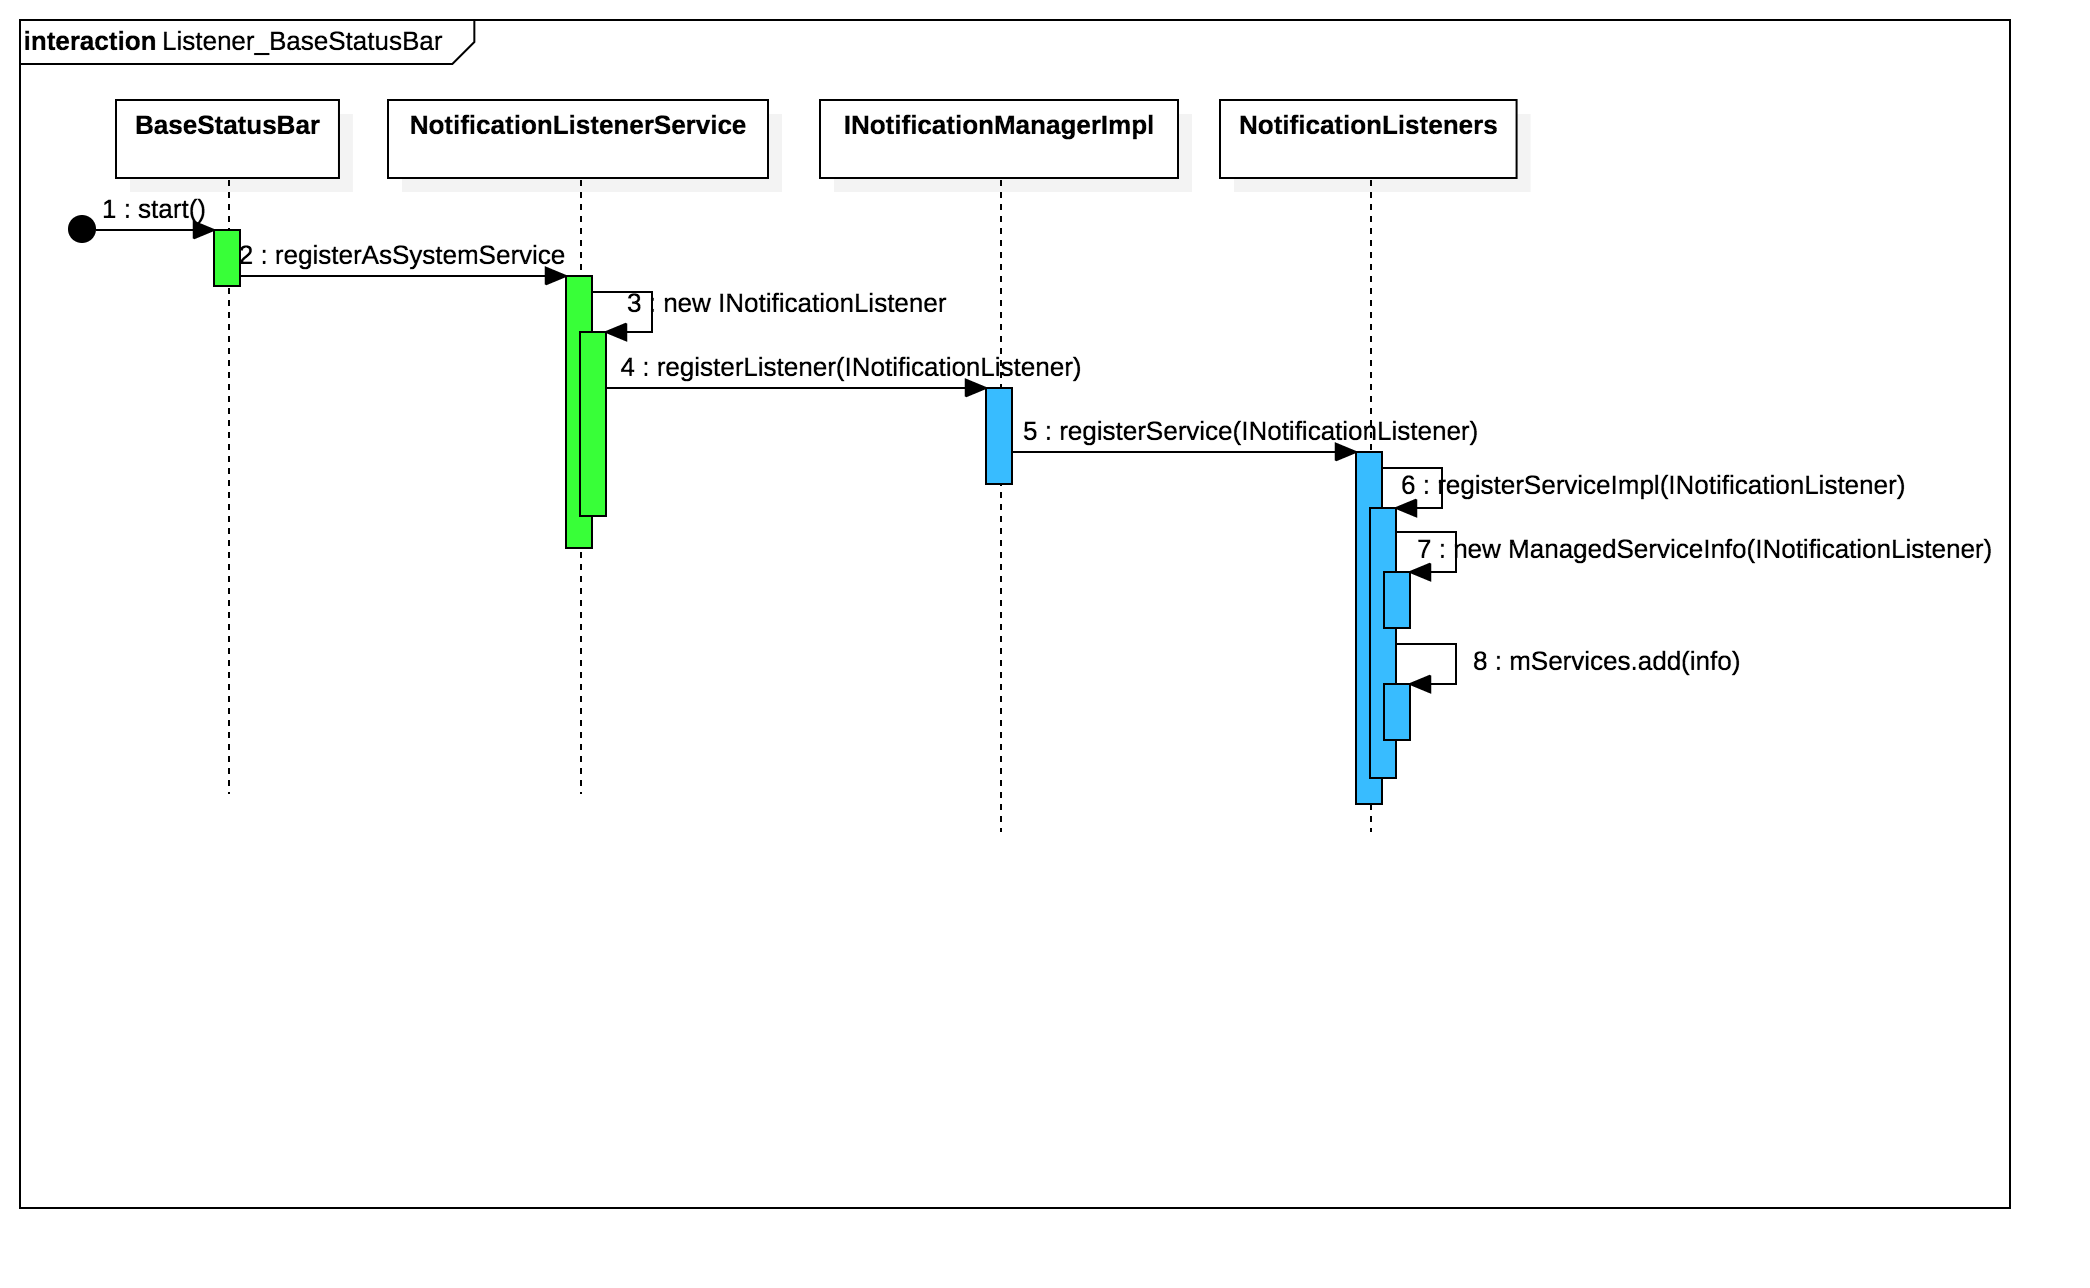 interaction Listener_BaseStatusBar
BaseStatusBar
NotificationListenerService
INotificationManagerImpl
NotificationListeners
1 : start()
2 : registerAsSystemService
3 : new INotificationListener
4 : registerListener(INotificationListener)
5 : registerService(INotificationListener)
6 : registerServiceImpl(INotificationListener)
7 : new ManagedServiceInfo(INotificationListener)
8 : mServices.add(info)